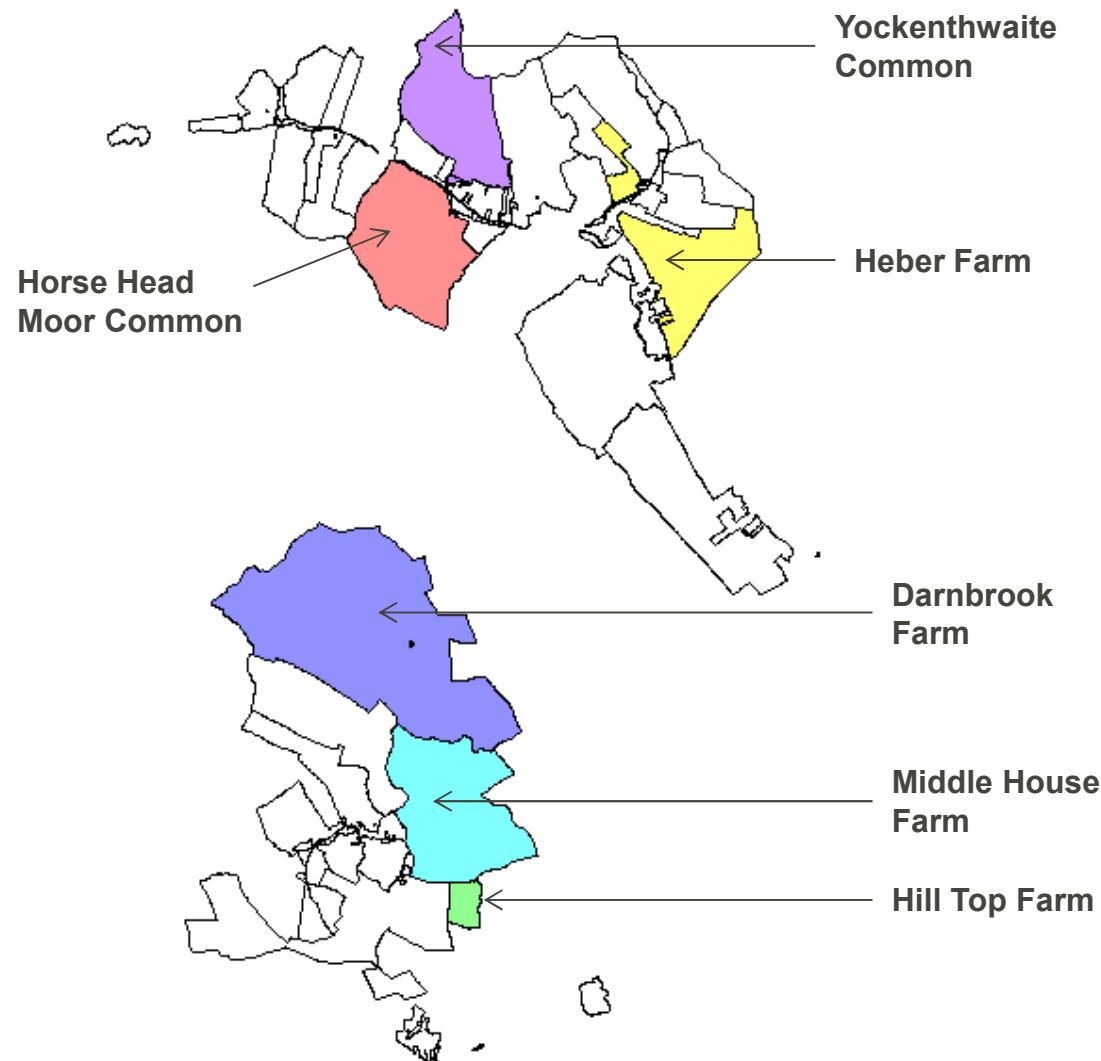 Yockenthwaite
Common
Heber Farm
Horse Head
Moor Common
Darnbrook
Farm
Middle House
Farm
Hill Top Farm